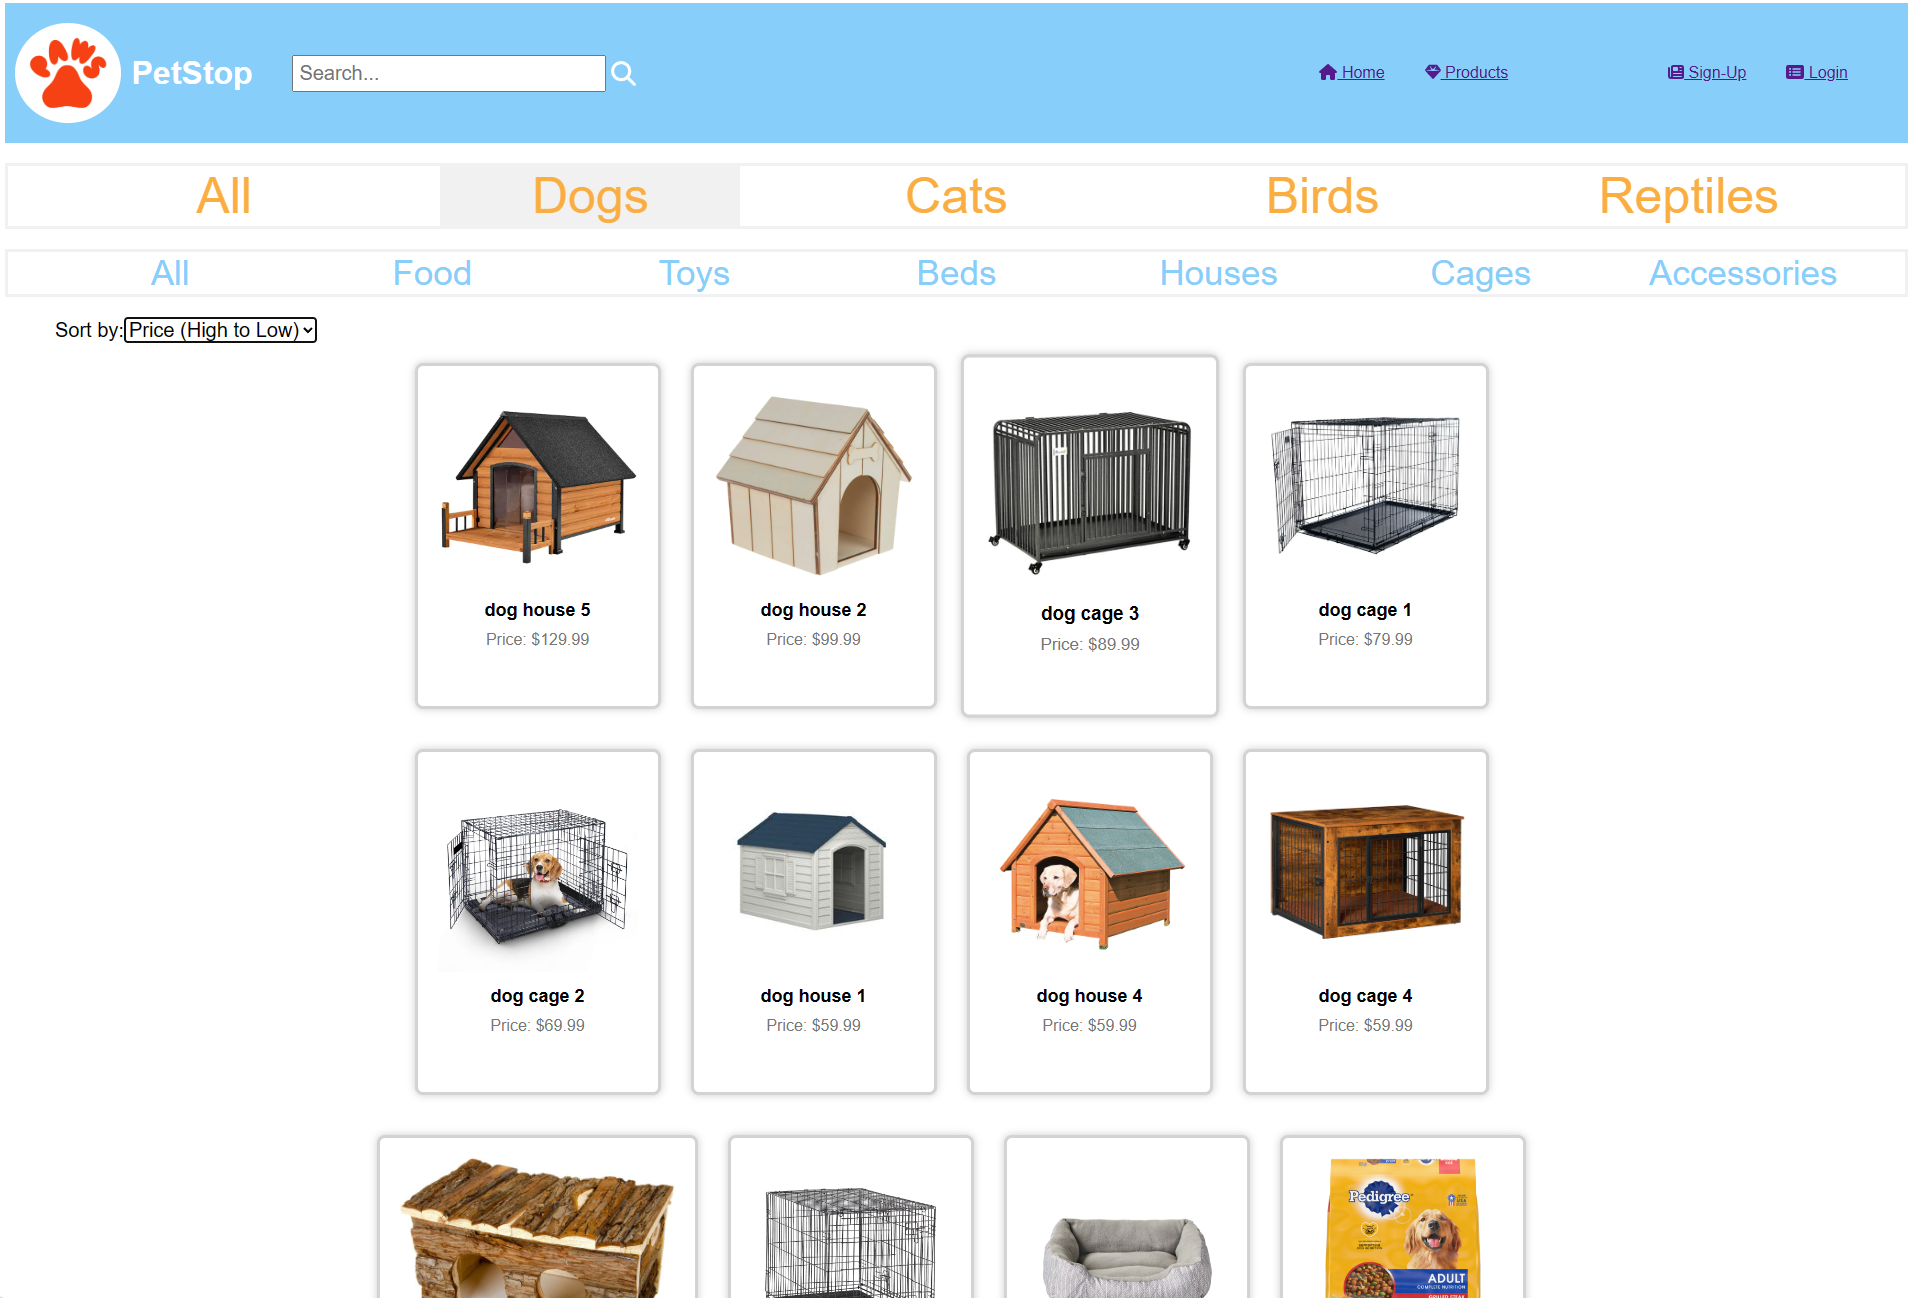 PetStop
Search...
Home
Products
Sign-Up
Login
All
Dogs
Cats
Birds
Reptiles
All
Food
Toys
Beds
Houses
Cages
Accessories
Sort by: Price (High to Low)
dog house 5
Price: $129.99
dog house 2
Price: $99.99
dog cage 3
Price: $89.99
dog cage 1
Price: $79.99
dog cage 2
Price: $69.99
dog house 1
Price: $59.99
dog house 4
Price: $59.99
dog cage 4
Price: $59.99
Pedigree
ADULT
COMPLETE NUTRITION